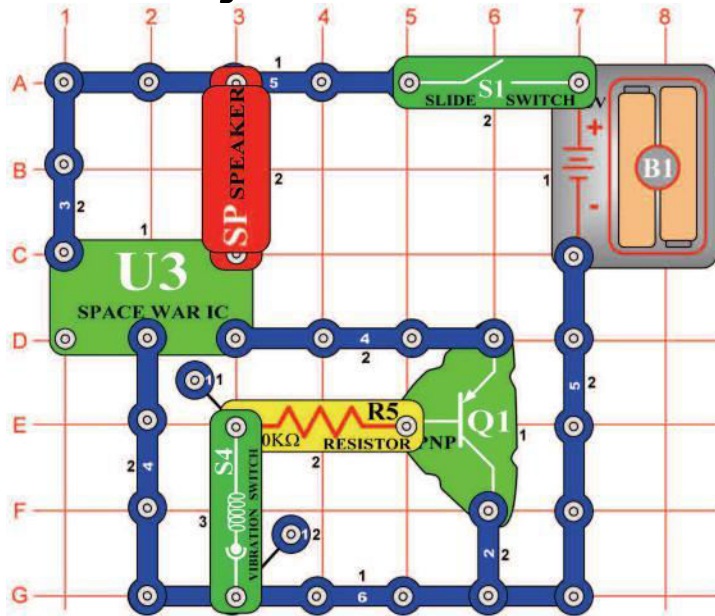 1 2 3 4 5 6 7 8
A
1
5
S1
SLIDE SWITCH
2
V
+
B
3
2
SP SPEAKER
2
1
B1
-
C
1
U3
SPACE WAR IC
D
4
2
1 1
5
2
E
R5
0KΩ
RESISTOR
2
PNP
Q1
1
2
4
S4
VIBRATION SWITCH
3
F
1 2
2
2
G
1
6